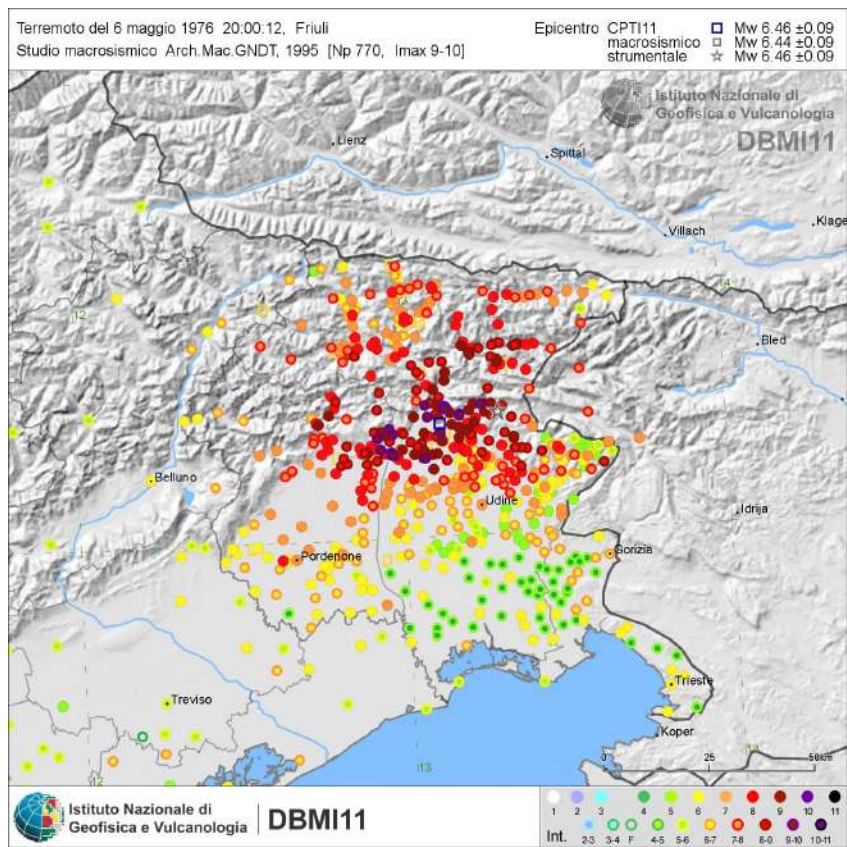 Terremoto del 6 maggio 1976 20:00:12, Friuli
Studio macrosismico Arch.Mac.GNDT, 1995 [Np 770, Imax 9-10]
Epicentro CPTI11 Mw 6.46 ±0.09
macrosismico Mw 6.44 ±0.09
strumentale Mw 6.46 ±0.09
Istituto Nazionale di
Geofisica e Vulcanologia
DBMI11
Lienz
Spittal
Villach
Klage
14
12
Bled
Belluno
Udine
Idrija
Gorizia
Pordenone
Treviso
Trieste
Koper
0 25 50km
12
13
14
Istituto Nazionale di
Geofisica e Vulcanologia
DBMI11
1 2 3 4 5 6 7 8 9 10 11
Int. 2-3 3-4 F 4-5 5-6 6-7 7-8 8-9 9-10 10-11